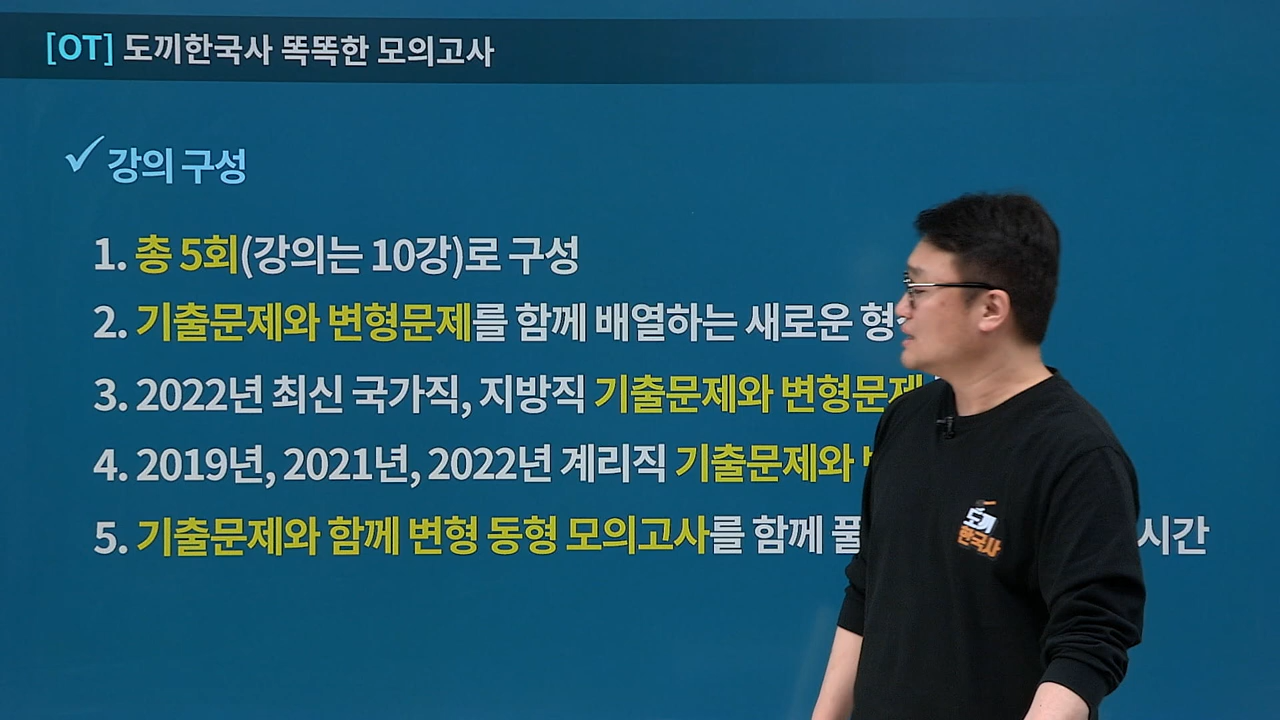 [OT] 도끼한국사 똑똑한 모의고사
✓ 강의 구성
1. 총 5회(강의는 10강)로 구성
2. 기출문제와 변형문제를 함께 배열하는 새로운
3. 2022년 최신 국가직, 지방직 기출문제와 변형문제
4. 2019년, 2021년, 2022년 계리직 기출문제와
5. 기출문제와 함께 변형 동형 모의고사를 함께 시간
도끼
한국사